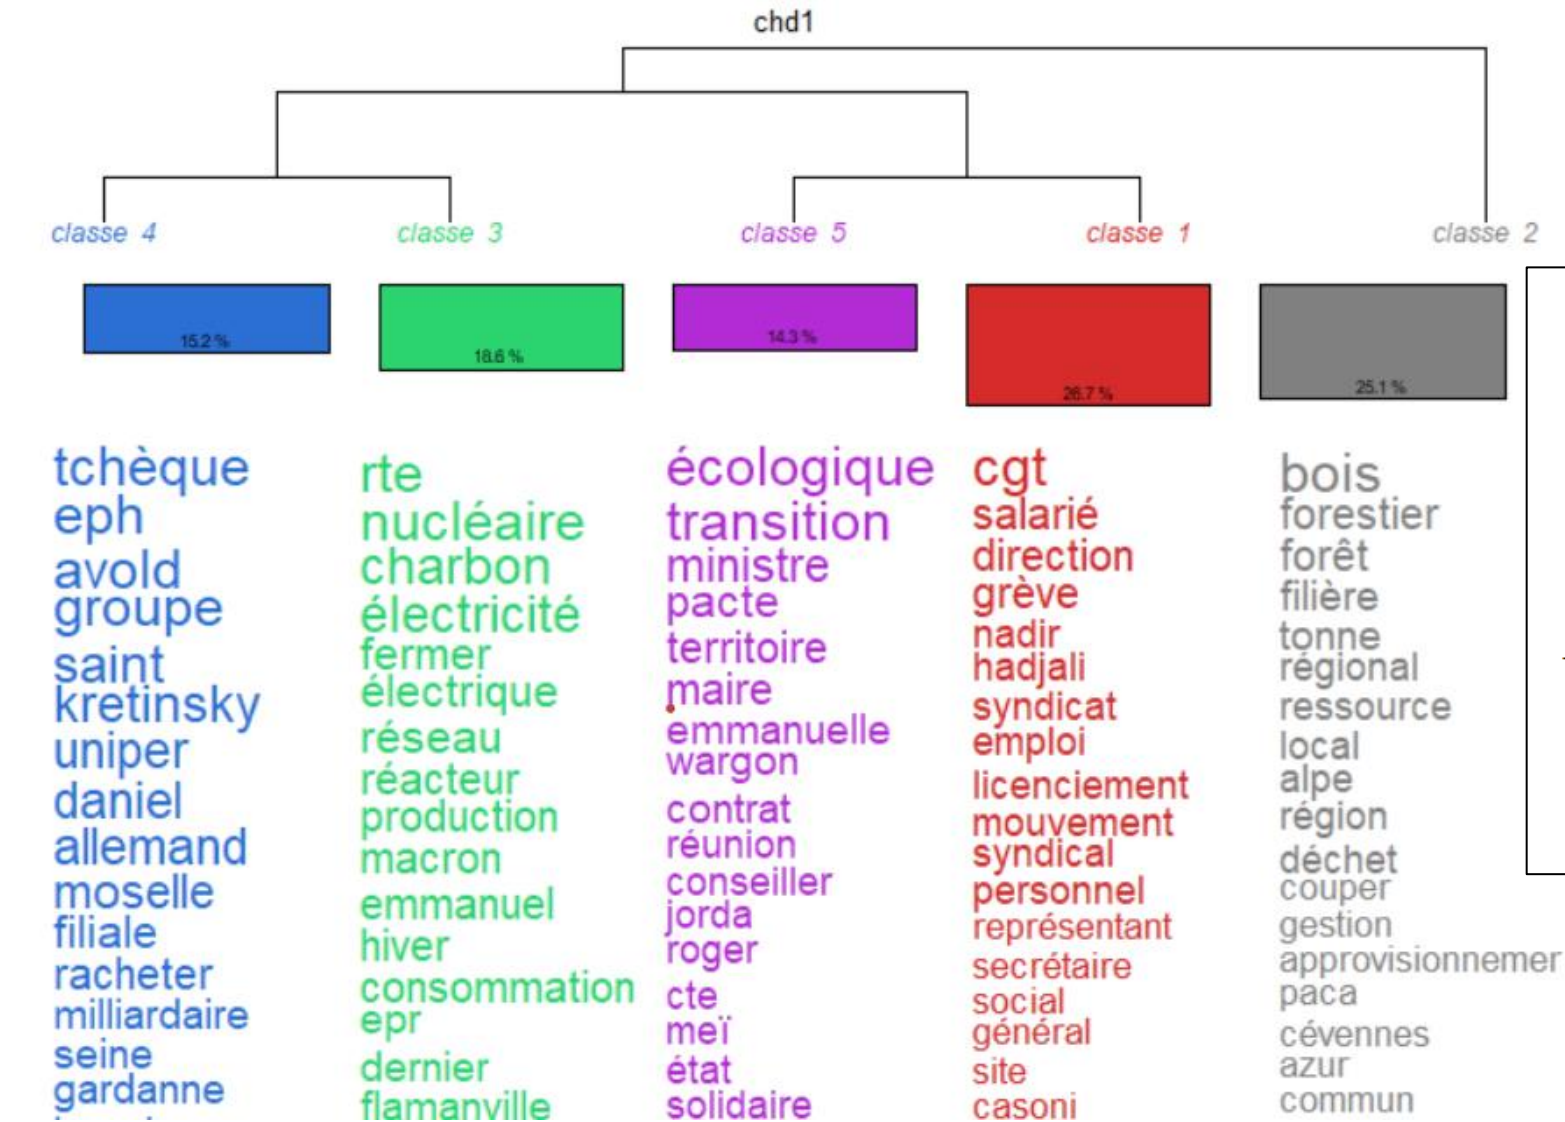 chd1
classe 4
classe 3
classe 5
classe 1
classe 2
15.2 %
18.6 %
14.3 %
26.7 %
25.1 %
tchèque
eph
avold
groupe
saint
kretinsky
uniper
daniel
allemand
moselle
filiale
racheter
milliardaire
seine
gardanne
rte
nucléaire
charbon
électricité
fermer
électrique
réseau
réacteur
production
macron
emmanuel
hiver
consommation
epr
dernier
flamanville
écologique
transition
ministre
pacte
territoire
maire
emmanuelle
wargon
contrat
réunion
conseiller
jorda
roger
cte
meï
état
solidaire
cgt
salarié
direction
grève
nadir
hadjali
syndicat
emploi
licenciement
mouvement
syndical
personnel
représentant
secrétaire
social
général
site
casoni
bois
forestier
forêt
filière
tonne
régional
ressource
local
alpe
région
déchet
couper
gestion
approvisionnemer
paca
cévennes
azur
commun